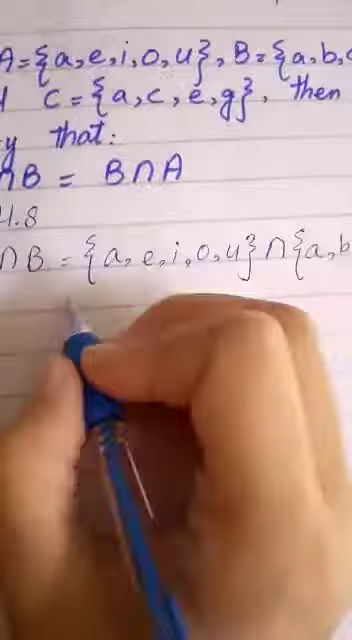 A={a,e,i,o,u}, B={a,b,c
C={a,c,e,g}, then
y that:
∩B = B∩A
4.8
∩B = {a,e,i,o,u}∩{a,b